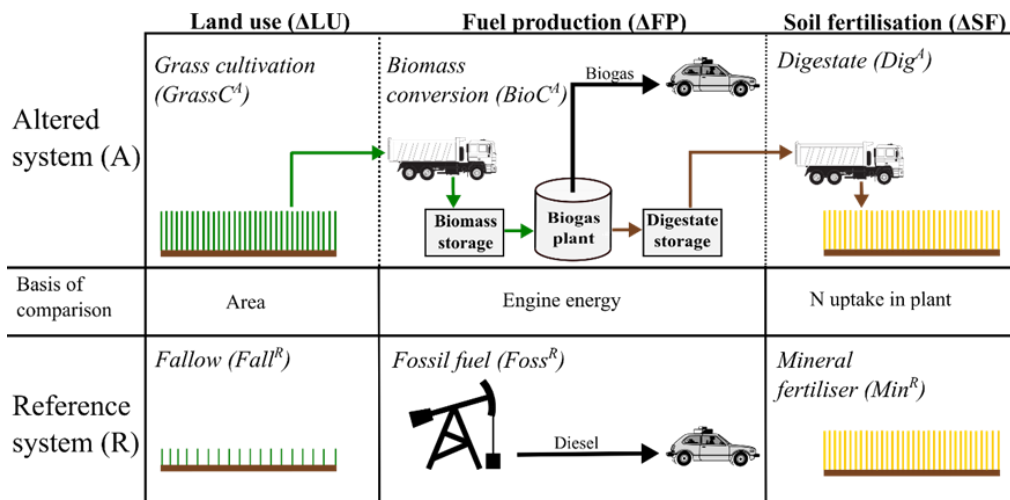 Land use (ΔLU)
Fuel production (ΔFP)
Soil fertilisation (ΔSF)
Altered
system (A)
Grass cultivation
(GrassC^A)
Biomass
conversion (BioC^A)
Biogas
Digestate (Dig^A)
Biomass
storage
Biogas
plant
Digestate
storage
Basis of
comparison
Area
Engine energy
N uptake in plant
Reference
system (R)
Fallow (Fall^R)
Fossil fuel (Foss^R)
Diesel
Mineral
fertiliser (Min^R)